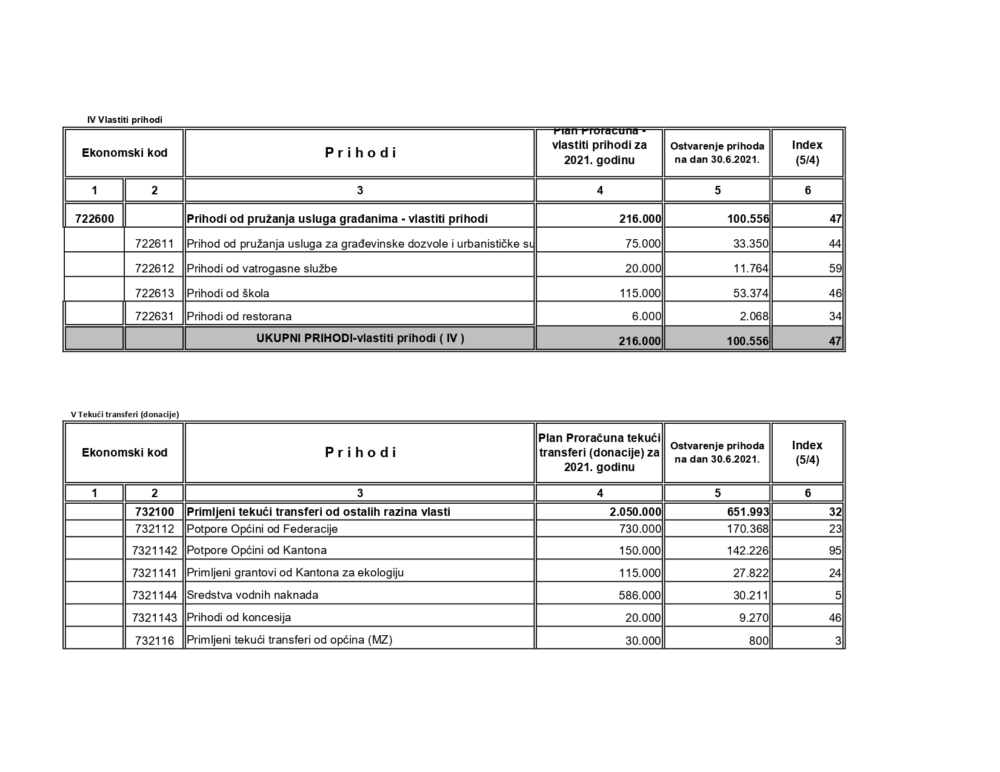 IV Vlastiti prihodi
Ekonomski kod P r i h o d i Plan Proračuna - vlastiti prihodi za 2021. godinu Ostvarenje prihoda na dan 30.6.2021. Index (5/4)
1 2 3 4 5 6
722600 Prihodi od pružanja usluga građanima - vlastiti prihodi 216.000 100.556 47
722611 Prihod od pružanja usluga za građevinske dozvole i urbanističke su 75.000 33.350 44
722612 Prihodi od vatrogasne službe 20.000 11.764 59
722613 Prihodi od škola 115.000 53.374 46
722631 Prihodi od restorana 6.000 2.068 34
UKUPNI PRIHODI-vlastiti prihodi ( IV ) 216.000 100.556 47
V Tekući transferi (donacije)
Ekonomski kod P r i h o d i Plan Proračuna tekući transferi (donacije) za 2021. godinu Ostvarenje prihoda na dan 30.6.2021. Index (5/4)
1 2 3 4 5 6
732100 Primljeni tekući transferi od ostalih razina vlasti 2.050.000 651.993 32
732112 Potpore Općini od Federacije 730.000 170.368 23
7321142 Potpore Općini od Kantona 150.000 142.226 95
7321141 Primljeni grantovi od Kantona za ekologiju 115.000 27.822 24
7321144 Sredstva vodnih naknada 586.000 30.211 5
7321143 Prihodi od koncesija 20.000 9.270 46
732116 Primljeni tekući transferi od općina (MZ) 30.000 800 3